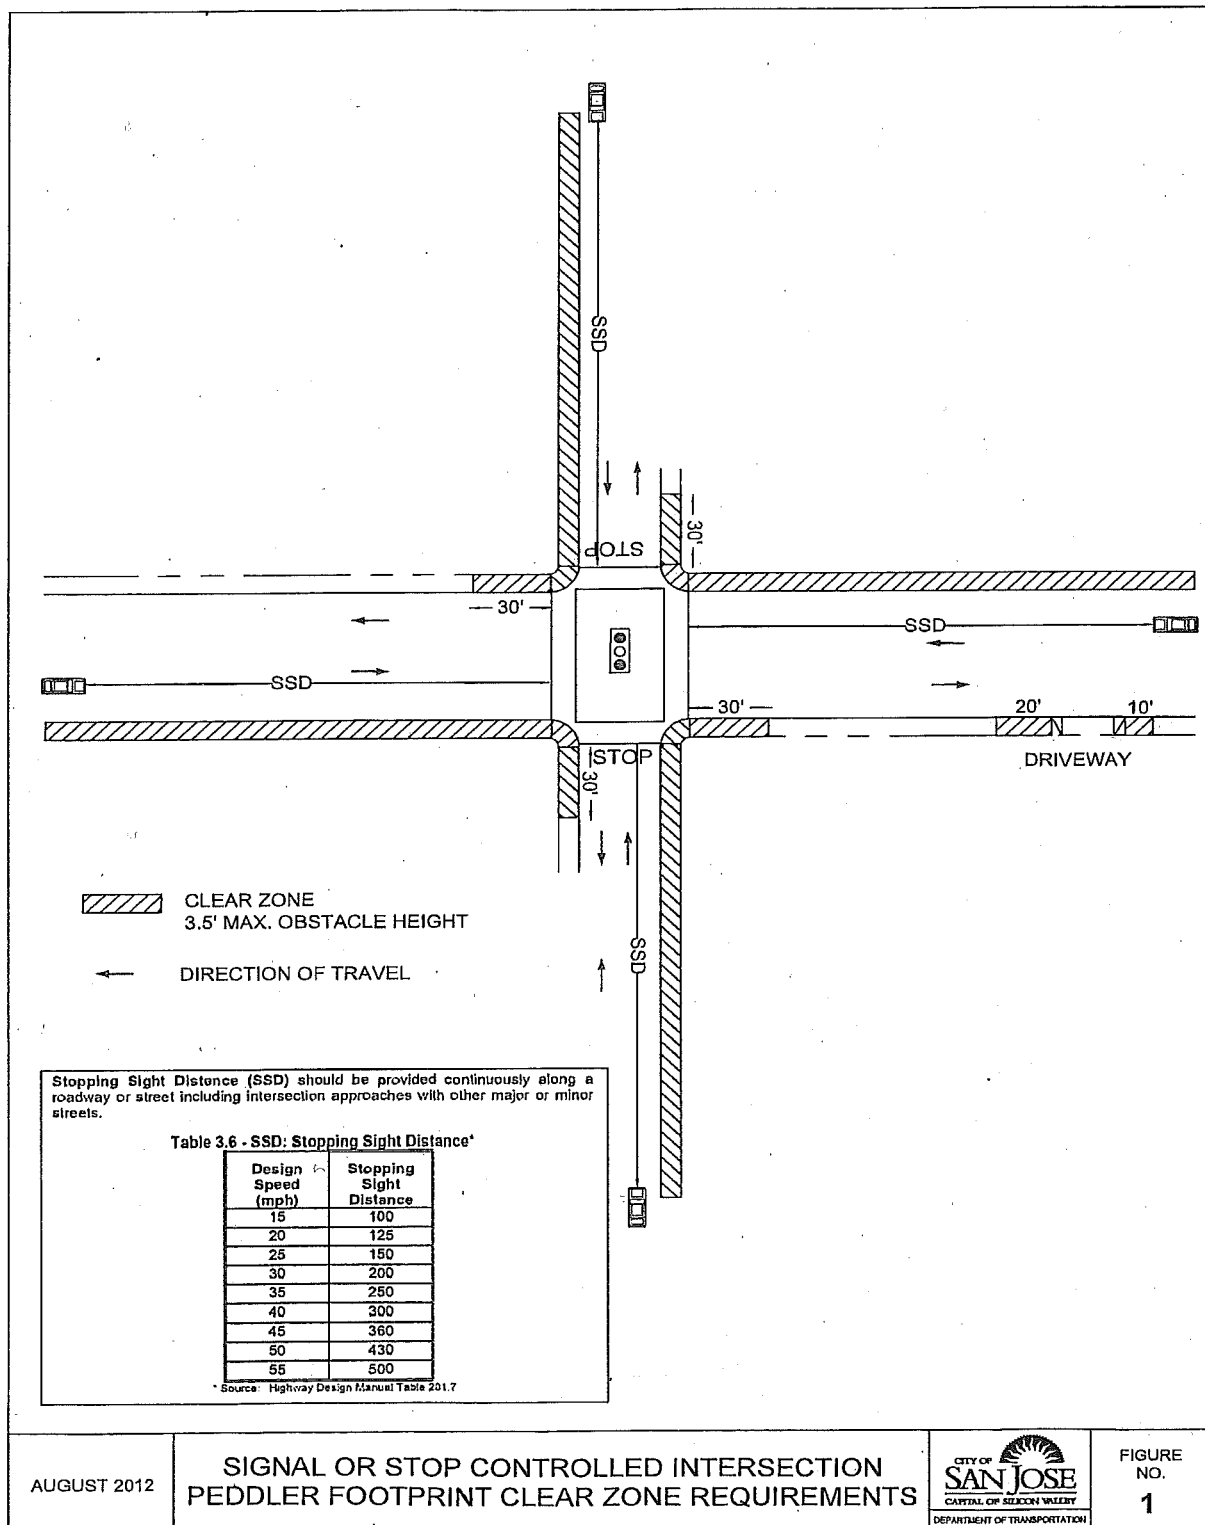 SSD
30'
STOP
30'
SSD
SSD
30'
20'
10'
STOP
DRIVEWAY
30'
CLEAR ZONE
3.5' MAX. OBSTACLE HEIGHT
SSD
DIRECTION OF TRAVEL
Stopping Sight Distance (SSD) should be provided continuously along a
roadway or street including intersection approaches with other major or minor
streets.
Table 3.6 - SSD: Stopping Sight Distance*
Design Speed (mph) Stopping Sight Distance
15 100
20 125
25 150
30 200
35 250
40 300
45 360
50 430
55 500
* Source: Highway Design Manual Table 201.7
AUGUST 2012
SIGNAL OR STOP CONTROLLED INTERSECTION
PEDDLER FOOTPRINT CLEAR ZONE REQUIREMENTS
CITY OF
SAN JOSE
CAPITAL OF SILICON VALLEY
DEPARTMENT OF TRANSPORTATION
FIGURE
NO.
1